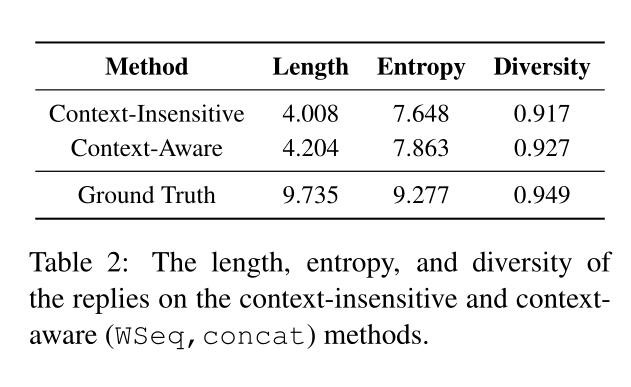 Method Length Entropy Diversity
Context-Insensitive 4.008 7.648 0.917
Context-Aware 4.204 7.863 0.927
Ground Truth 9.735 9.277 0.949
Table 2: The length, entropy, and diversity of
the replies on the context-insensitive and context-
aware (WSeq,concat) methods.